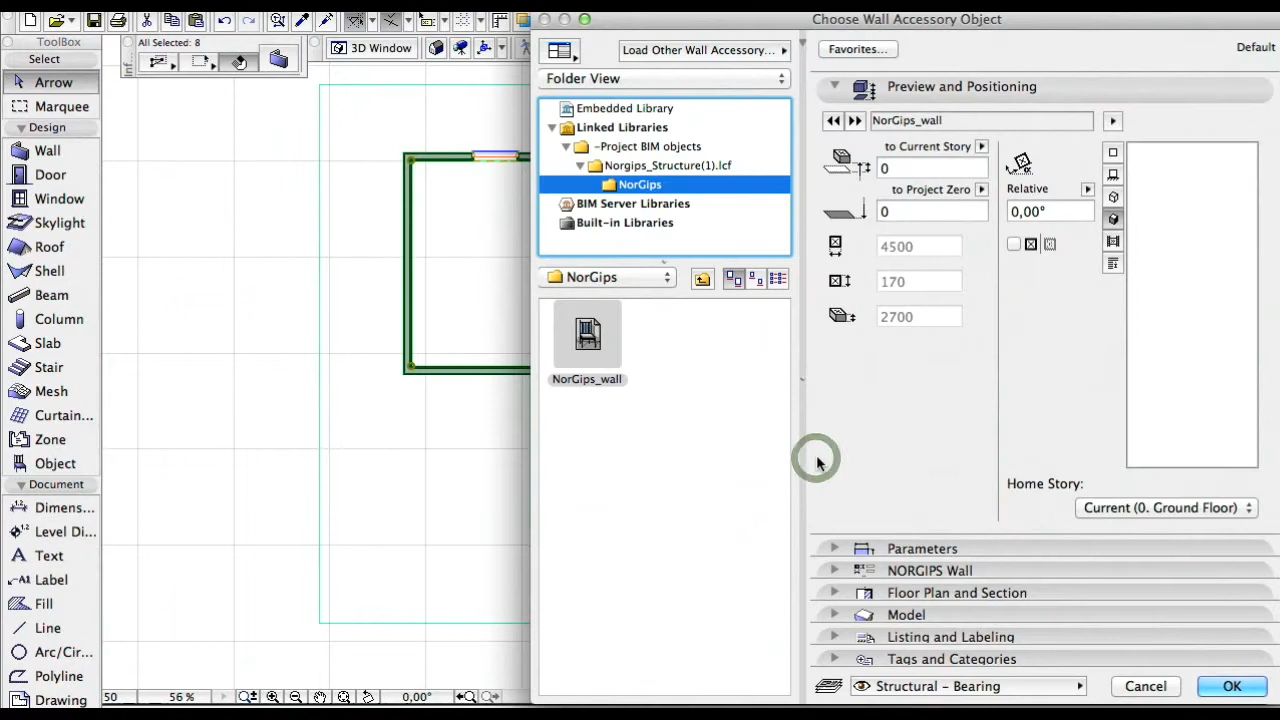 Choose Wall Accessory Object
ToolBox
Select
Arrow
Marquee
Design
Wall
Door
Window
Skylight
Roof
Shell
Beam
Column
Slab
Stair
Mesh
Curtain...
Zone
Object
Document
Dimens...
Level Di...
Text
Label
Fill
Line
Arc/Cir...
Polyline
Drawing
All Selected: 8
3D Window
50
56 %
0,00°
Load Other Wall Accessory...
Folder View
Embedded Library
Linked Libraries
-Project BIM objects
Norgips_Structure(1).lcf
NorGips
BIM Server Libraries
Built-in Libraries
NorGips
NorGips_wall
Favorites...
Default
Preview and Positioning
NorGips_wall
to Current Story
0
to Project Zero
0
4500
170
2700
Relative
0,00°
Home Story:
Current (0. Ground Floor)
Parameters
NORGIPS Wall
Floor Plan and Section
Model
Listing and Labeling
Tags and Categories
Structural - Bearing
Cancel
OK